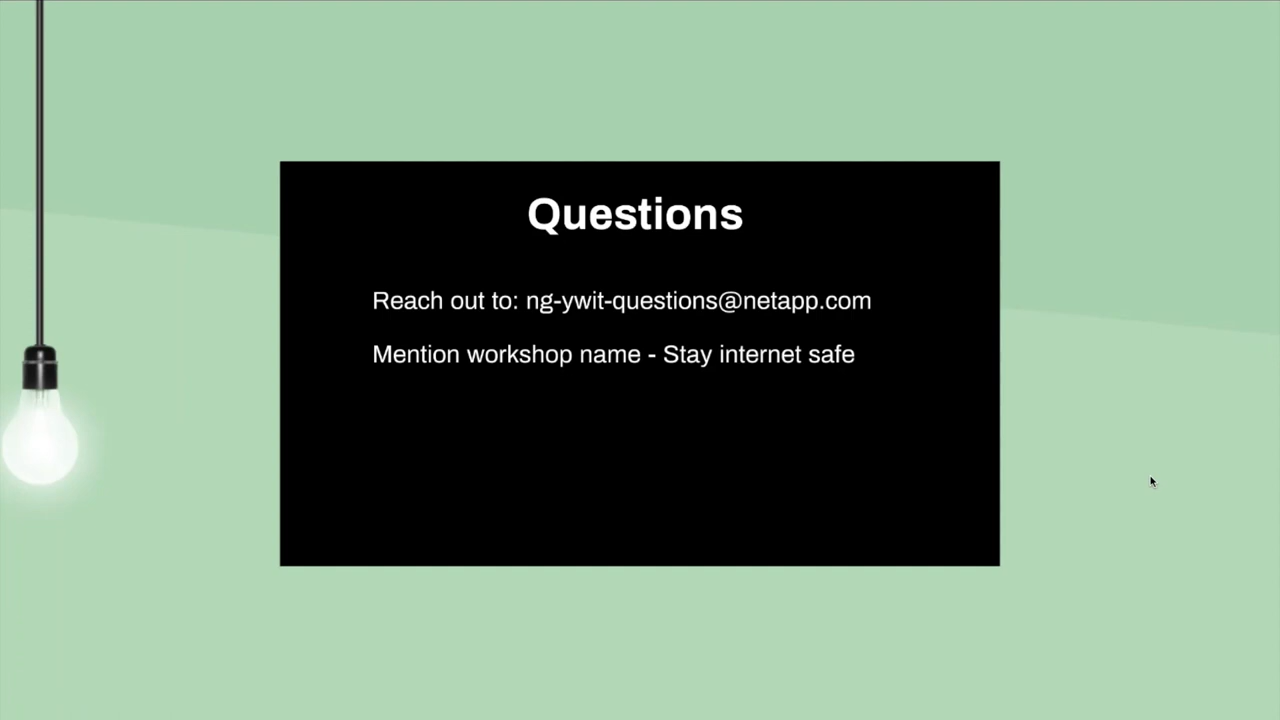 Questions
Reach out to: ng-ywit-questions@netapp.com
Mention workshop name - Stay internet safe